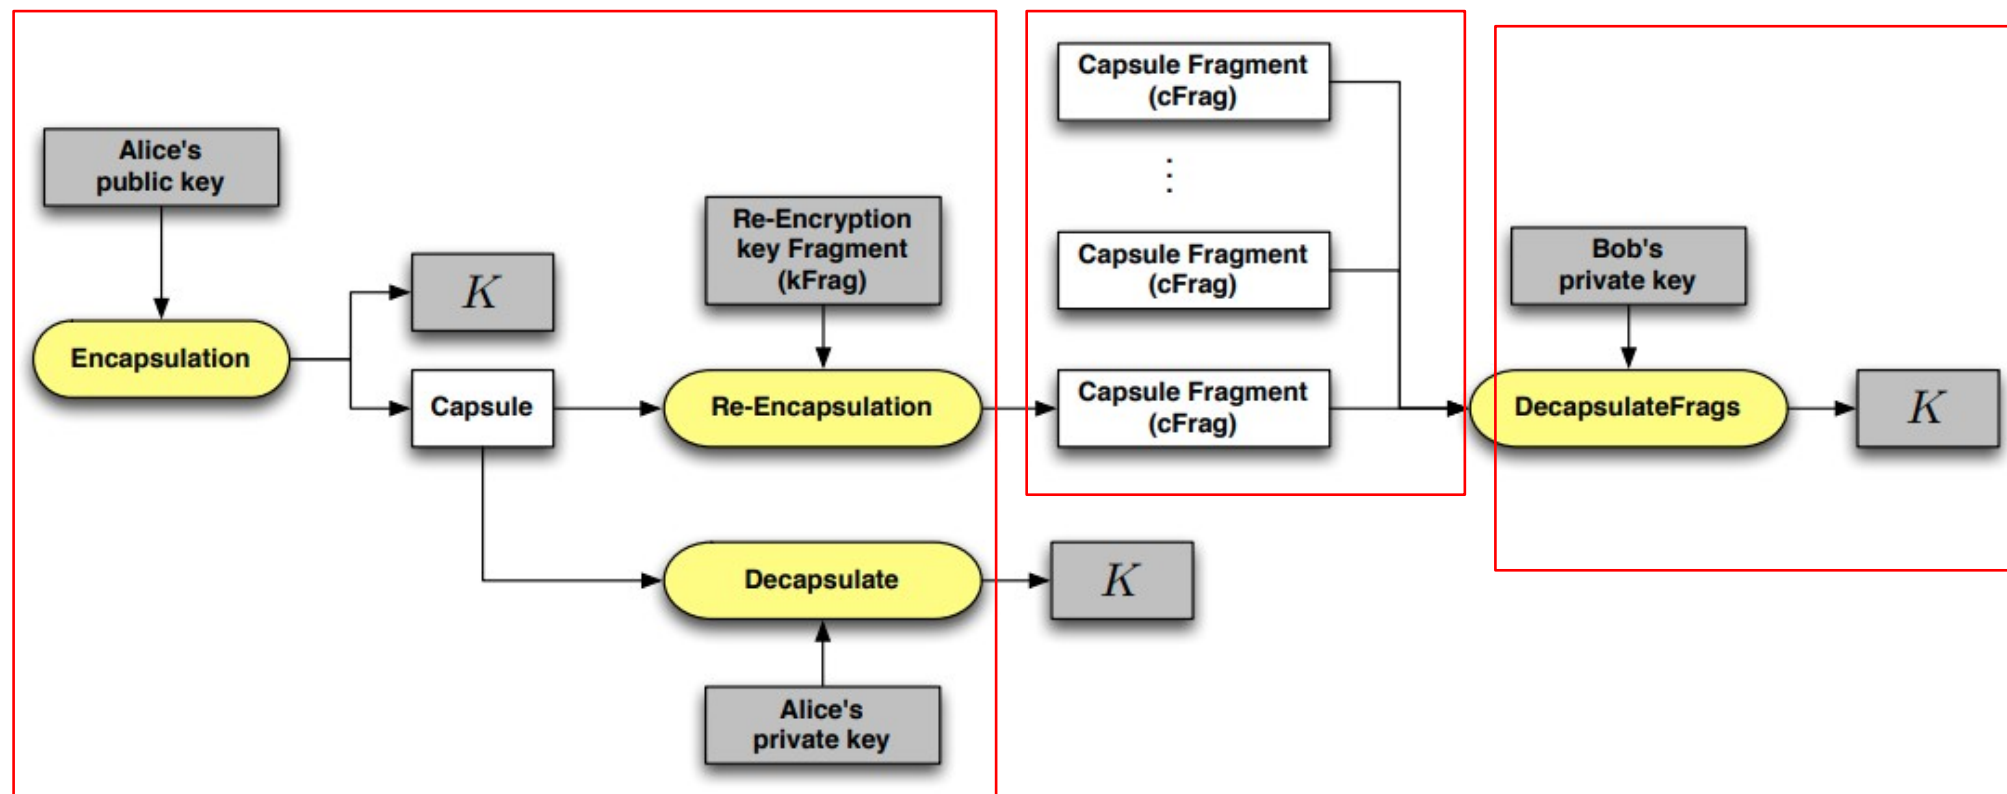 Alice's
public key
Encapsulation
K
Capsule
Re-Encryption
key Fragment
(kFrag)
Re-Encapsulation
Decapsulate
Alice's
private key
K
Capsule Fragment
(cFrag)
⋮
Capsule Fragment
(cFrag)
Capsule Fragment
(cFrag)
Bob's
private key
DecapsulateFrags
K